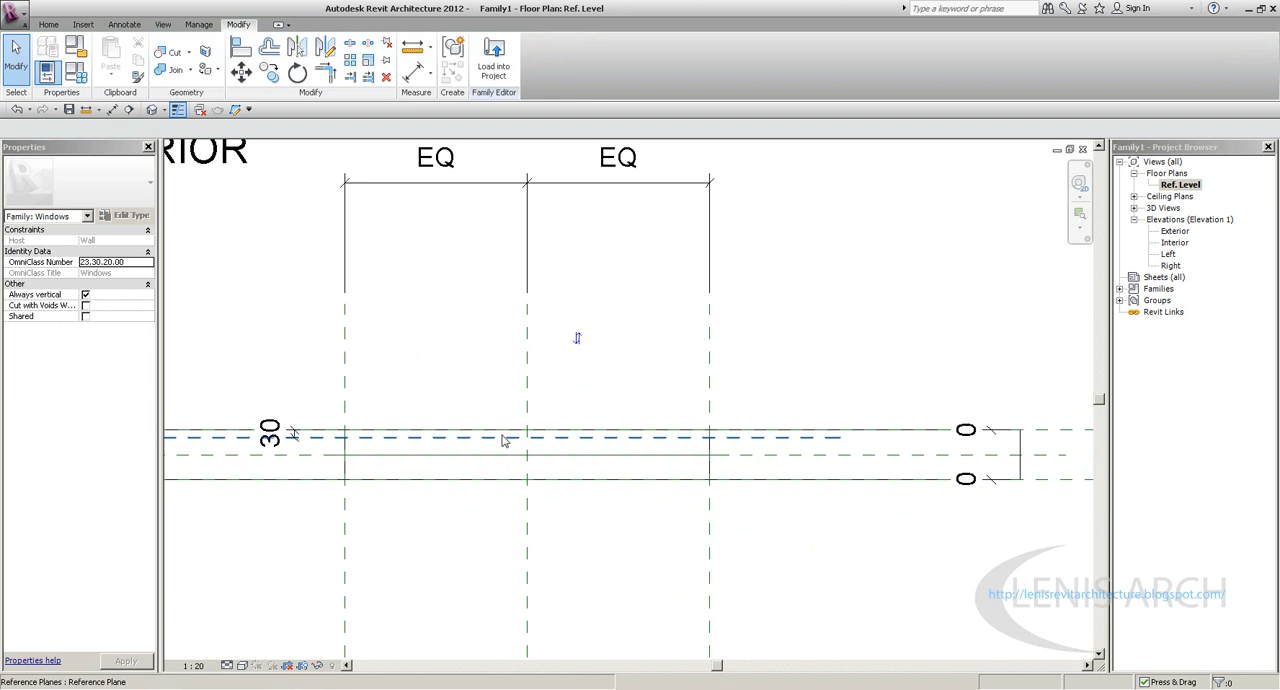 Autodesk Revit Architecture 2012 -    Family1 - Floor Plan: Ref. Level
Type a keyword or phrase
Sign In
Home Insert Annotate View Manage Modify
Modify
Paste
Cut
Join
Load into
Project
Select Properties Clipboard Geometry Modify Measure Create Family Editor
Properties
Family: Windows
Edit Type
Constraints
Host Wall
Identity Data
OmniClass Number 23.30.20.00
OmniClass Title Windows
Other
Always vertical
Cut with Voids W...
Shared
Properties help
Apply
RIOR
EQ EQ
30
0
0
Family1 - Project Browser
Views (all)
Floor Plans
Ref. Level
Ceiling Plans
3D Views
Elevations (Elevation 1)
Exterior
Interior
Left
Right
Sheets (all)
Families
Groups
Revit Links
LENIS ARCH
http://lenisrevitarchitecture.blogspot.com/
1 : 20
Reference Planes : Reference Plane
Press & Drag
:0